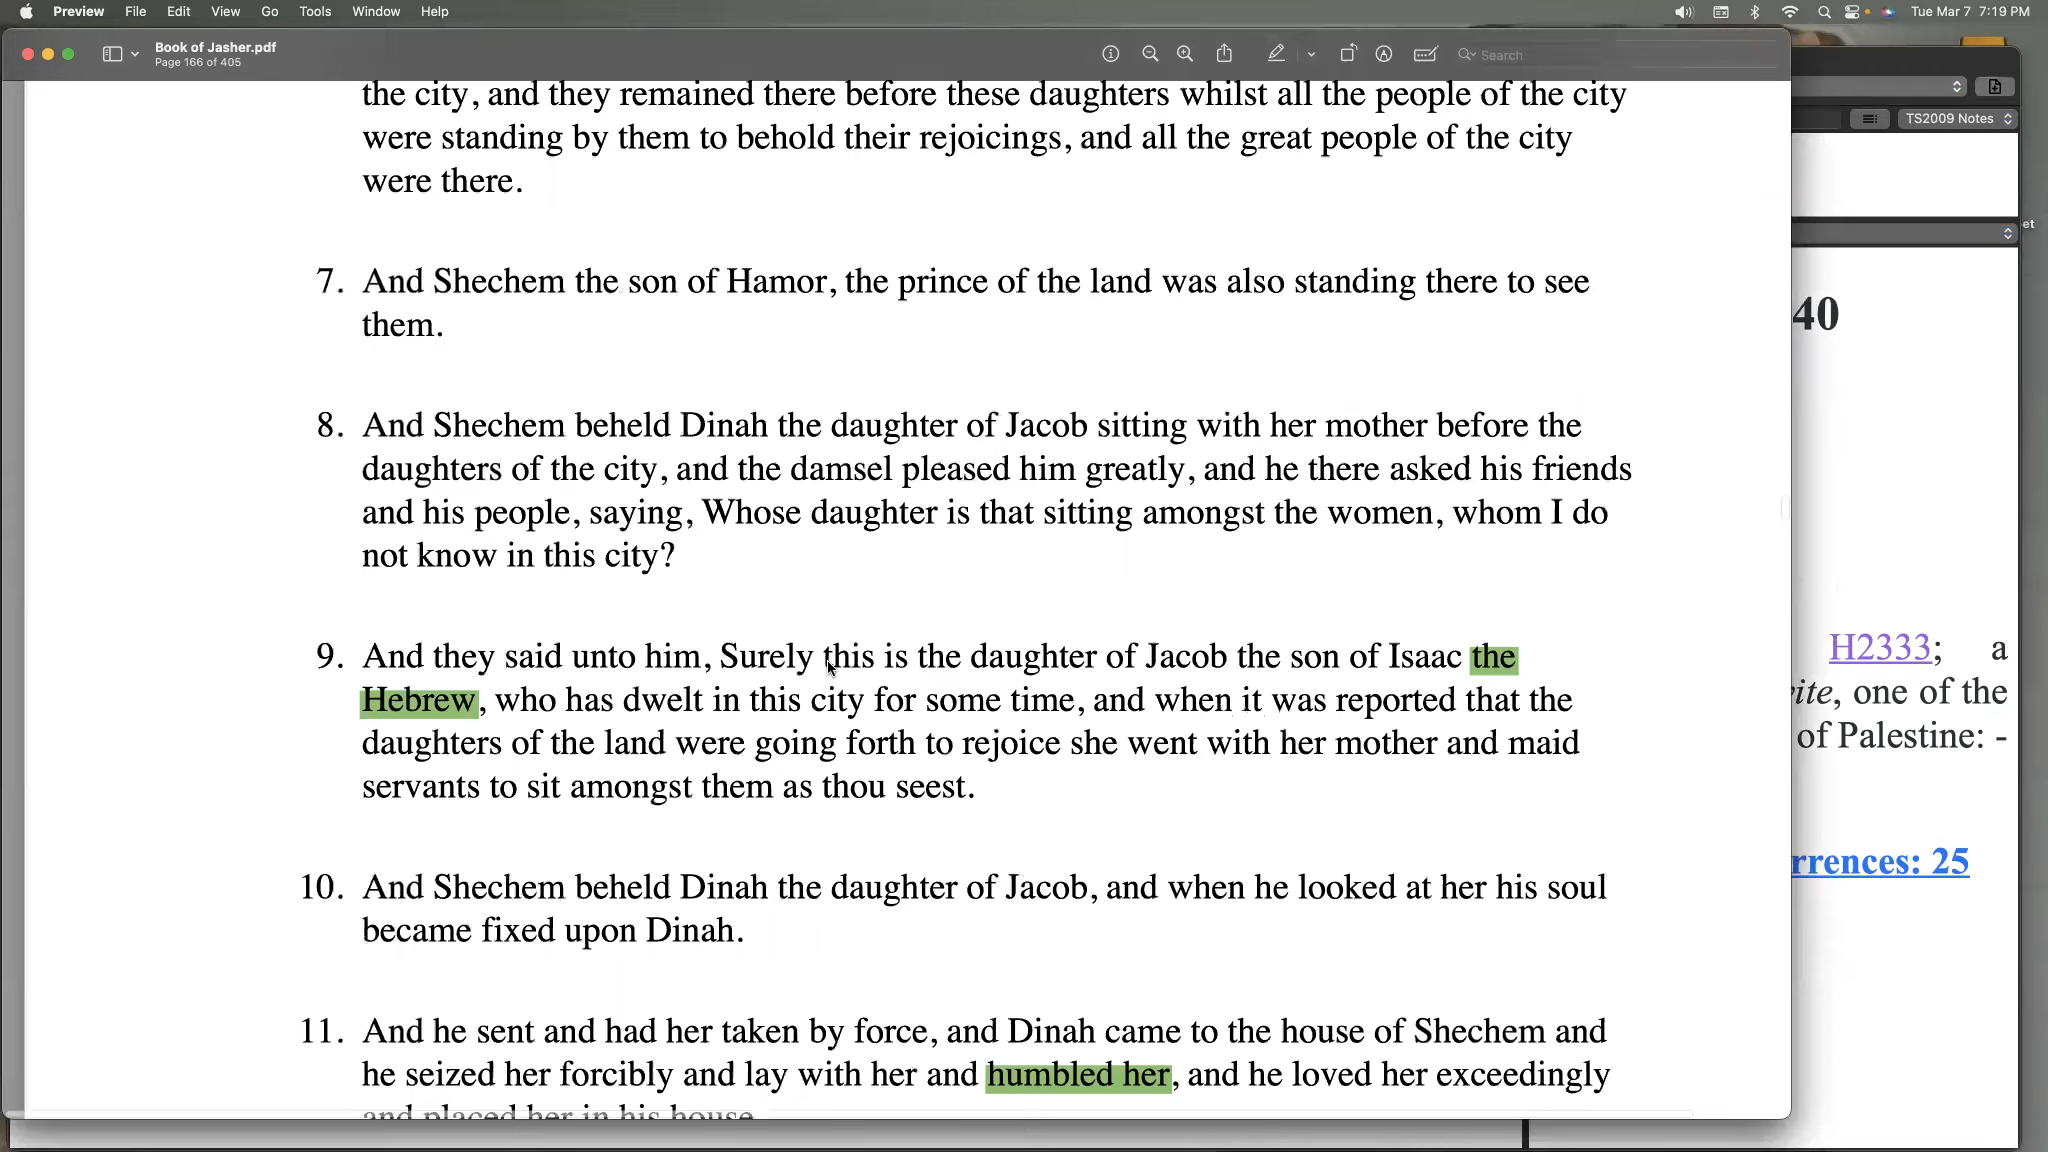 Preview File Edit View Go Tools Window Help Tue Mar 7 7:19 PM
Book of Jasher.pdf
Page 166 of 405
Search
TS2009 Notes
et
the city, and they remained there before these daughters whilst all the people of the city
were standing by them to behold their rejoicings, and all the great people of the city
were there.
7. And Shechem the son of Hamor, the prince of the land was also standing there to see
them.
8. And Shechem beheld Dinah the daughter of Jacob sitting with her mother before the
daughters of the city, and the damsel pleased him greatly, and he there asked his friends
and his people, saying, Whose daughter is that sitting amongst the women, whom I do
not know in this city?
9. And they said unto him, Surely this is the daughter of Jacob the son of Isaac the
Hebrew, who has dwelt in this city for some time, and when it was reported that the
daughters of the land were going forth to rejoice she went with her mother and maid
servants to sit amongst them as thou seest.
10. And Shechem beheld Dinah the daughter of Jacob, and when he looked at her his soul
became fixed upon Dinah.
11. And he sent and had her taken by force, and Dinah came to the house of Shechem and
he seized her forcibly and lay with her and humbled her, and he loved her exceedingly
and placed her in his house.
40
H2333; a
ite, one of the
of Palestine: -
rrences: 25